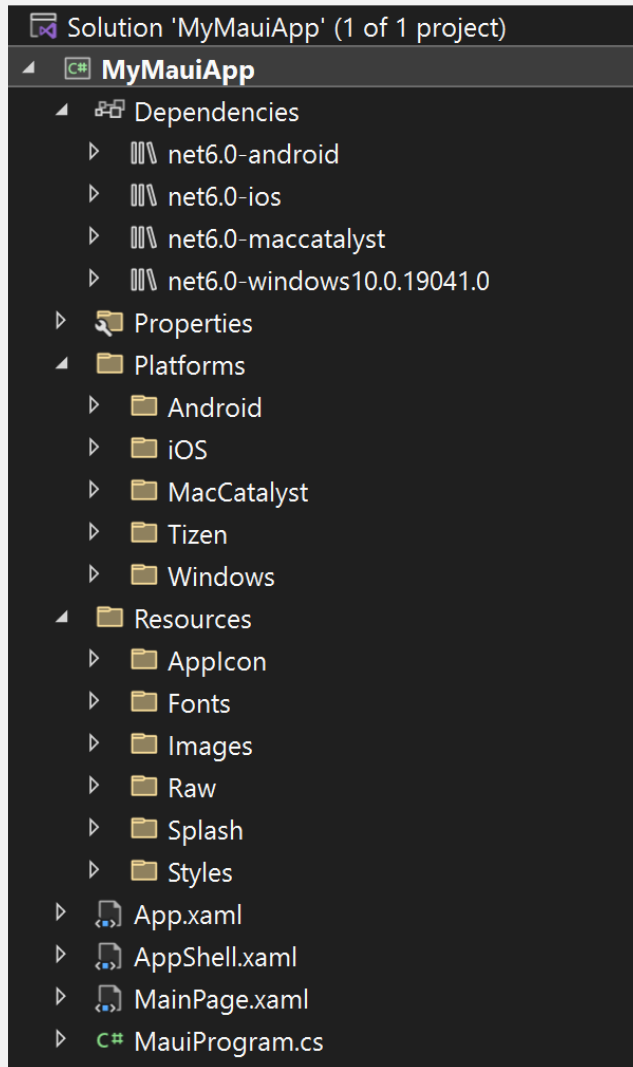 Solution 'MyMauiApp' (1 of 1 project)
C# MyMauiApp
Dependencies
net6.0-android
net6.0-ios
net6.0-maccatalyst
net6.0-windows10.0.19041.0
Properties
Platforms
Android
iOS
MacCatalyst
Tizen
Windows
Resources
AppIcon
Fonts
Images
Raw
Splash
Styles
App.xaml
AppShell.xaml
MainPage.xaml
C# MauiProgram.cs